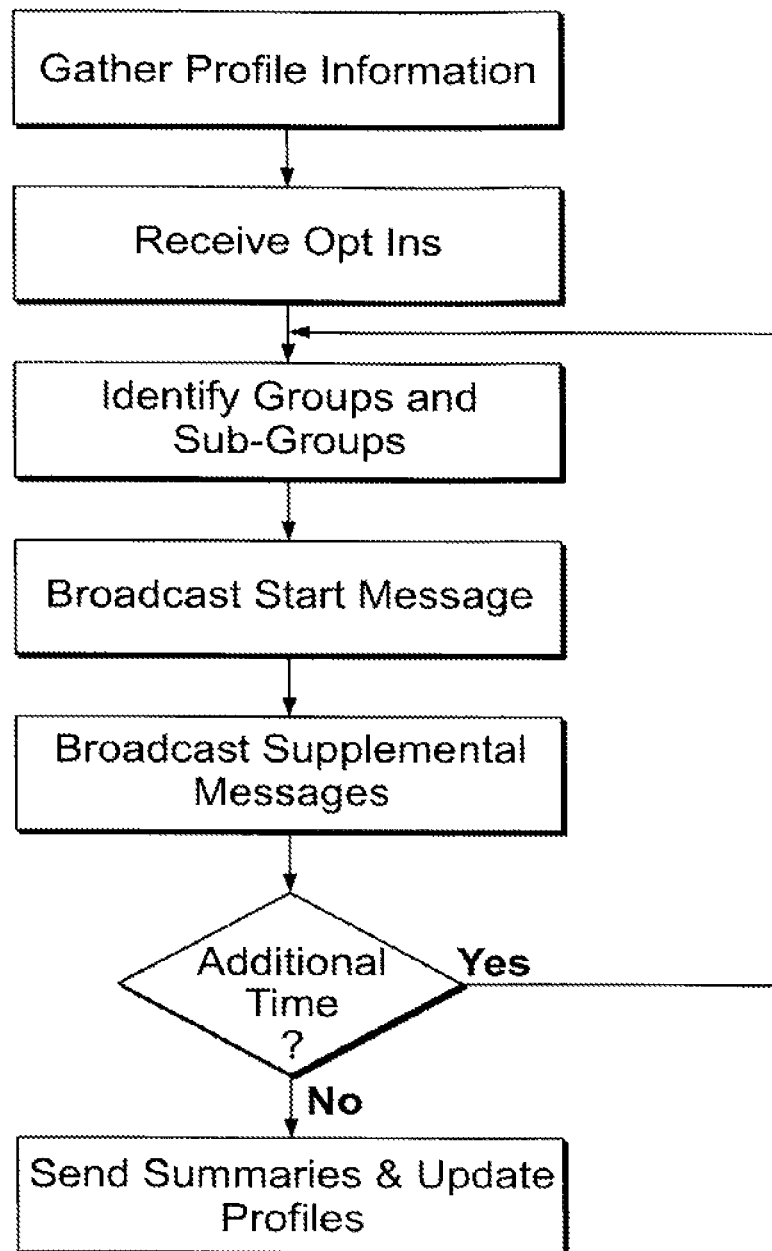 Gather Profile Information
Receive Opt Ins
Identify Groups and
Sub-Groups
Broadcast Start Message
Broadcast Supplemental
Messages
Additional
Time
?
Yes
No
Send Summaries & Update
Profiles